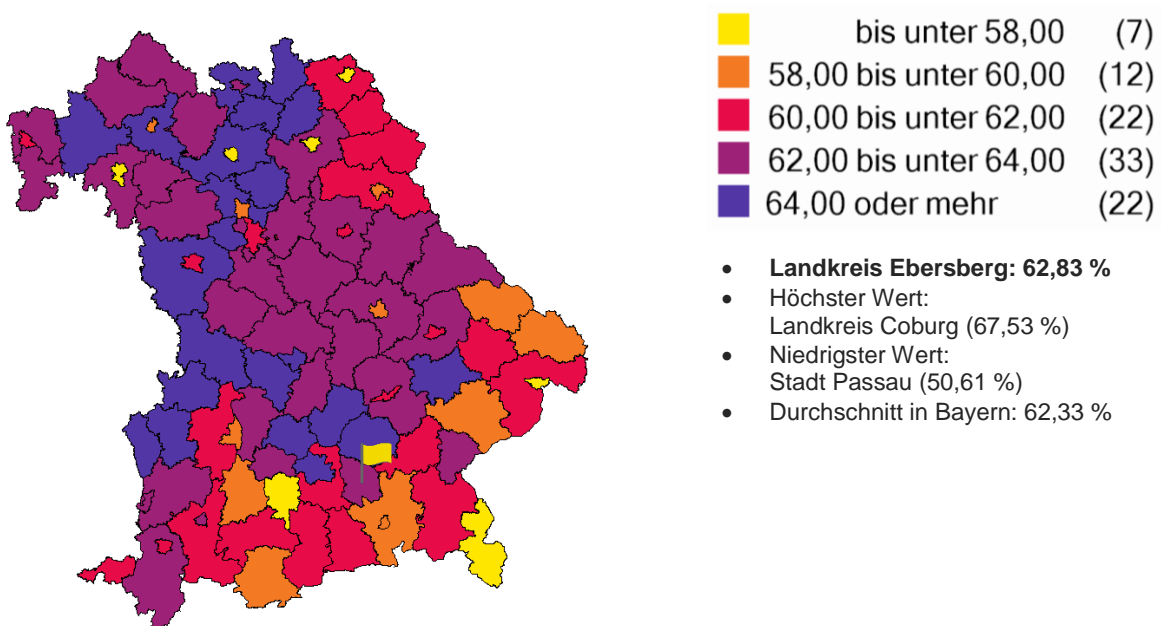 bis unter 58,00 (7)
58,00 bis unter 60,00 (12)
60,00 bis unter 62,00 (22)
62,00 bis unter 64,00 (33)
64,00 oder mehr (22)
• Landkreis Ebersberg: 62,83 %
• Höchster Wert:
Landkreis Coburg (67,53 %)
• Niedrigster Wert:
Stadt Passau (50,61 %)
• Durchschnitt in Bayern: 62,33 %